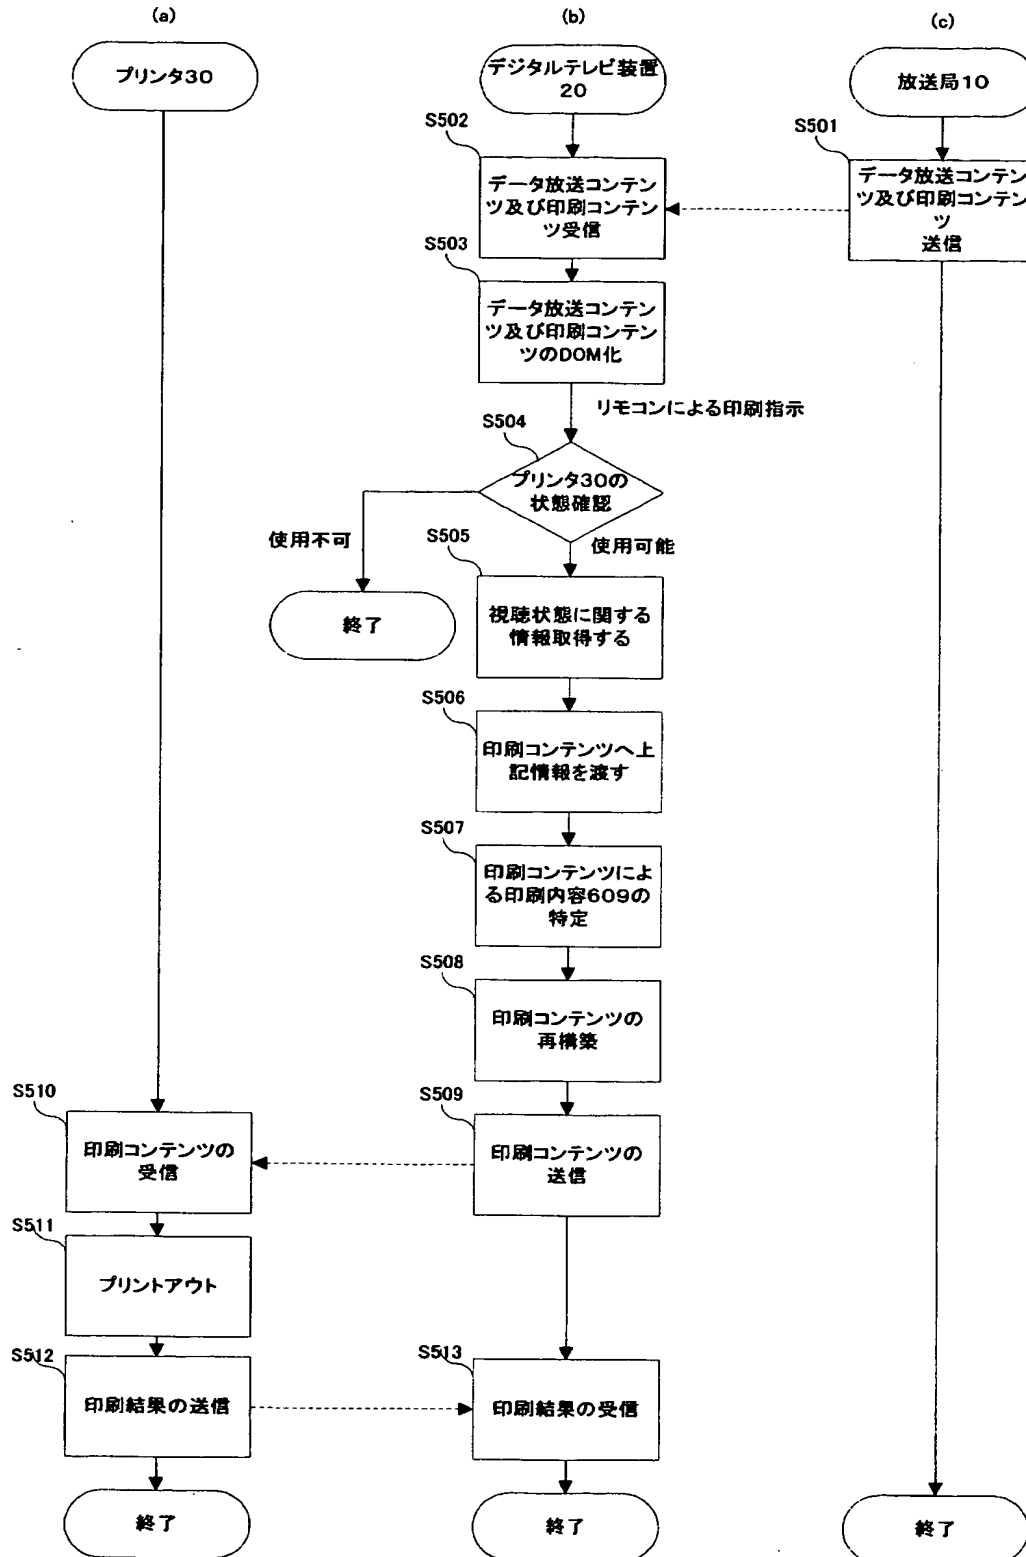 (a)
(b)
(c)
プリンタ30
デジタルテレビ装置
20
放送局10
S502
S501
データ放送コンテン
ツ及び印刷コンテン
ツ受信
データ放送コンテン
ツ及び印刷コンテン
ツ
送信
S503
データ放送コンテン
ツ及び印刷コンテン
ツのDOM化
リモコンによる印刷指示
S504
プリンタ30の
状態確認
使用不可
使用可能
S505
終了
視聴状態に関する
情報取得する
S506
印刷コンテンツへ上
記情報を渡す
S507
印刷コンテンツによ
る印刷内容609の
特定
S508
印刷コンテンツの
再構築
S510
S509
印刷コンテンツの
受信
印刷コンテンツの
送信
S511
プリントアウト
S512
S513
印刷結果の送信
印刷結果の受信
終了
終了
終了